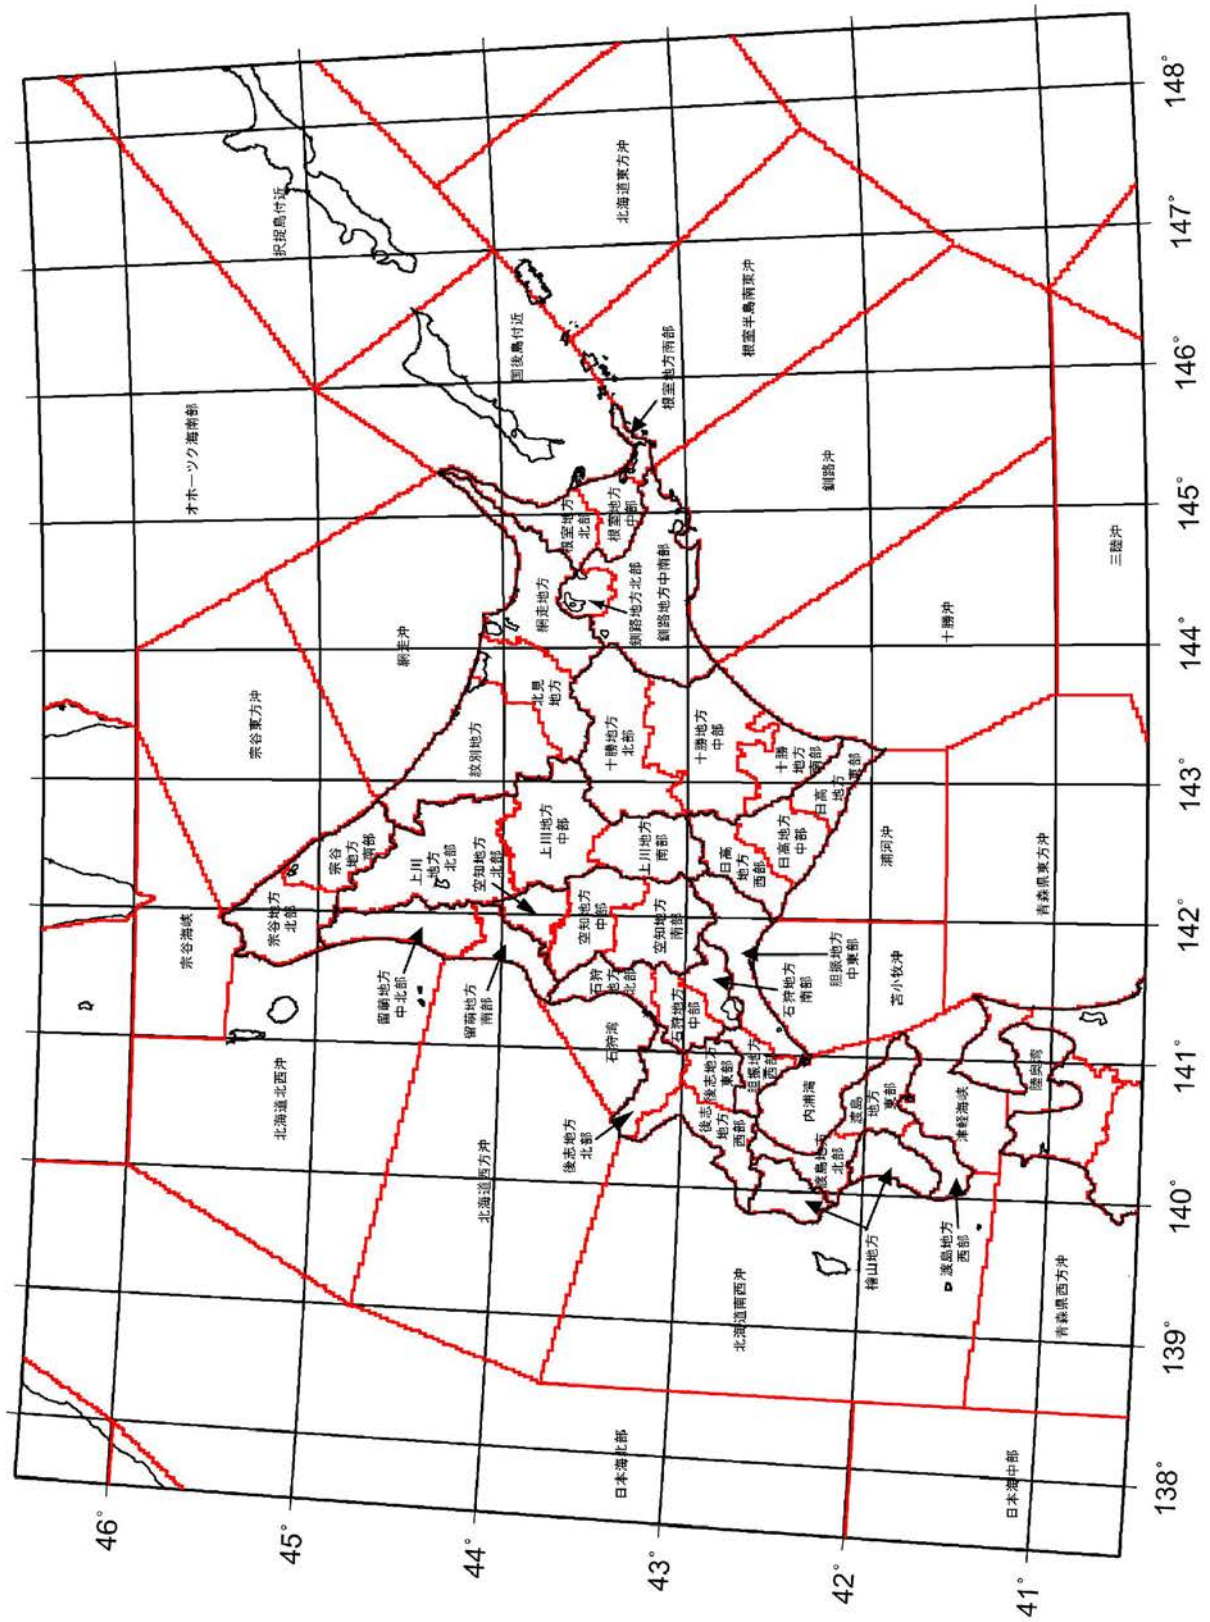 46°
45°
44°
43°
42°
41°
138°
139°
140°
141°
142°
143°
144°
145°
146°
147°
148°
オホーツク海南部
択捉島付近
国後島付近
北海道東方沖
根室半島南東沖
根室地方南部
釧路沖
十勝沖
三陸沖
宗谷東方沖
網走沖
宗谷海峡
北海道北西沖
北海道西方沖
北海道南西沖
日本海北部
日本海中部
青森県西方沖
青森県東方沖
浦河沖
苫小牧沖
津軽海峡
陸奥湾
内浦湾
石狩湾
宗谷地方
北部
宗谷
地方
南部
上川
地方
北部
上川地方
中部
上川地方
南部
留萌地方
中北部
留萌地方
南部
空知地方
北部
空知地方
中部
空知地方
南部
石狩
地方
北部
石狩地方
中部
石狩地方
南部
後志地方
北部
後志地方
東部
後志
地方
西部
胆振地方
西部
胆振地方
中東部
渡島
地方
東部
渡島地方
北部
渡島地方
西部
檜山地方
日高
地方
西部
日高地方
中部
日高
地方
東部
十勝地方
北部
十勝地方
中部
十勝
地方
南部
紋別地方
北見
地方
網走地方
釧路地方北部
釧路地方中南部
根室地方
北部
根室地方
中部